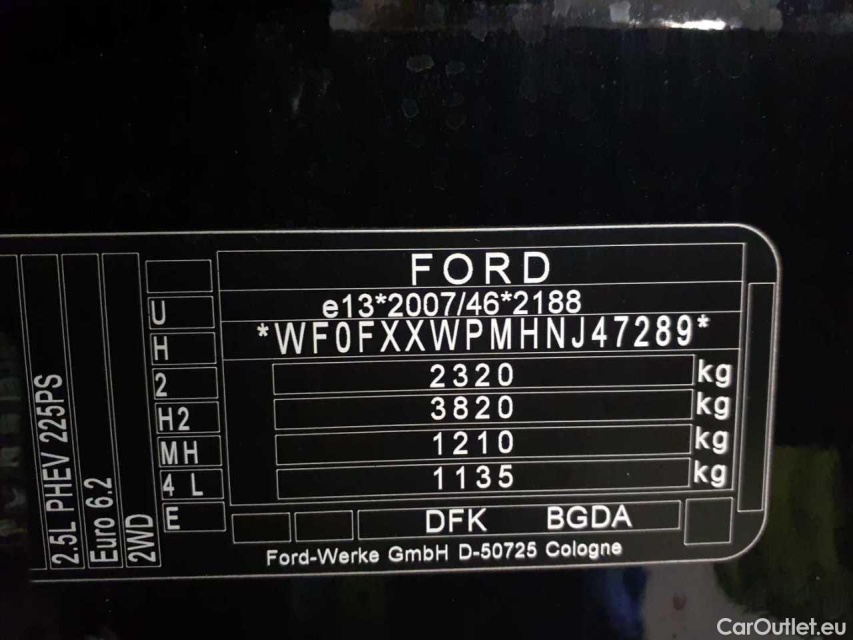 FORD
e13*2007/46*2188
*WF0FXXWPMHNJ47289*
2320 kg
3820 kg
1210 kg
1135 kg
DFK BGDA
Ford-Werke GmbH D-50725 Cologne
U
H
2
H2
MH
4 L
E
2.5L PHEV 225PS
Euro 6.2
2WD
CarOutlet.eu